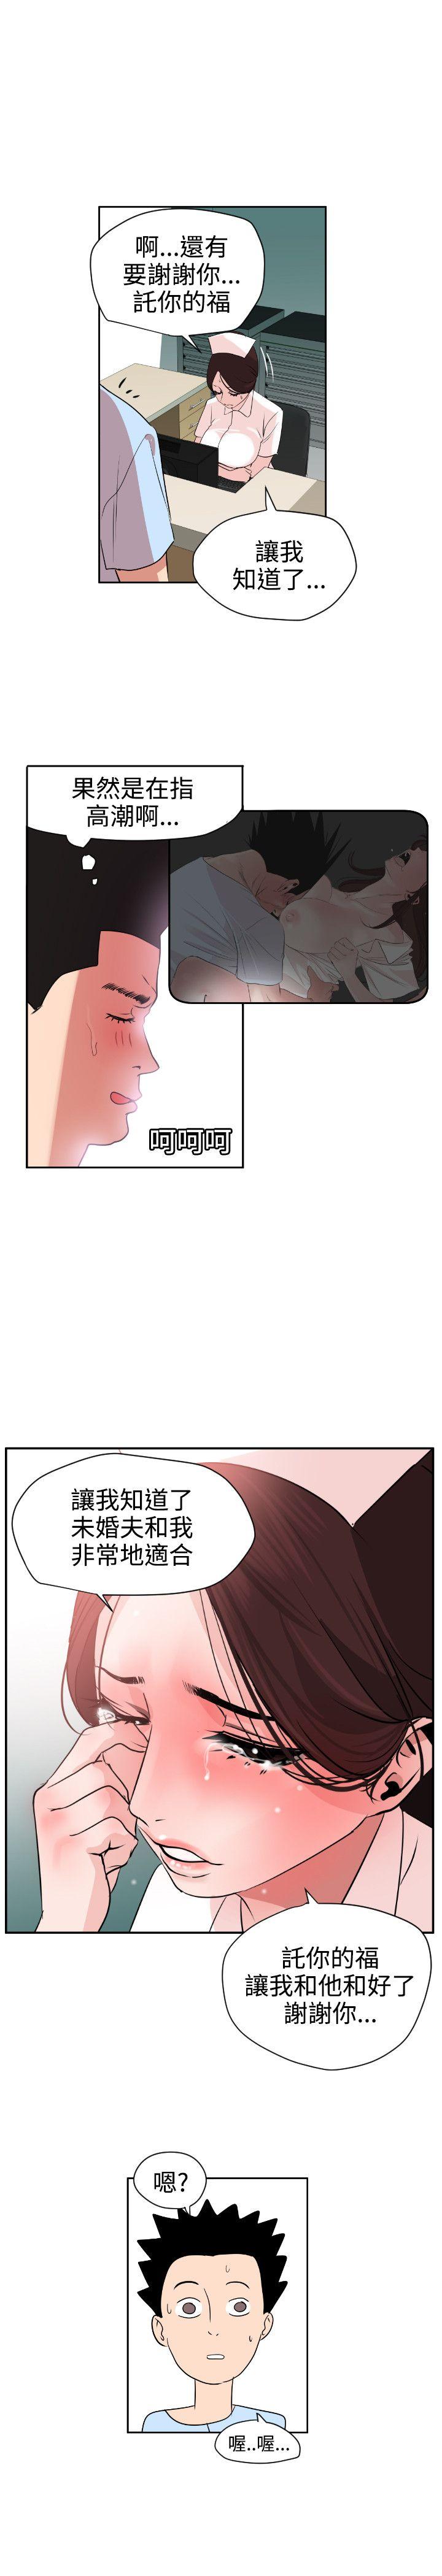 啊...還有
要謝謝你...
託你的福
讓我
知道了...
果然是在指
高潮啊...
呵呵呵
讓我知道了
未婚夫和我
非常地適合
託你的福
讓我和他和好了
謝謝你...
嗯?
喔..喔...